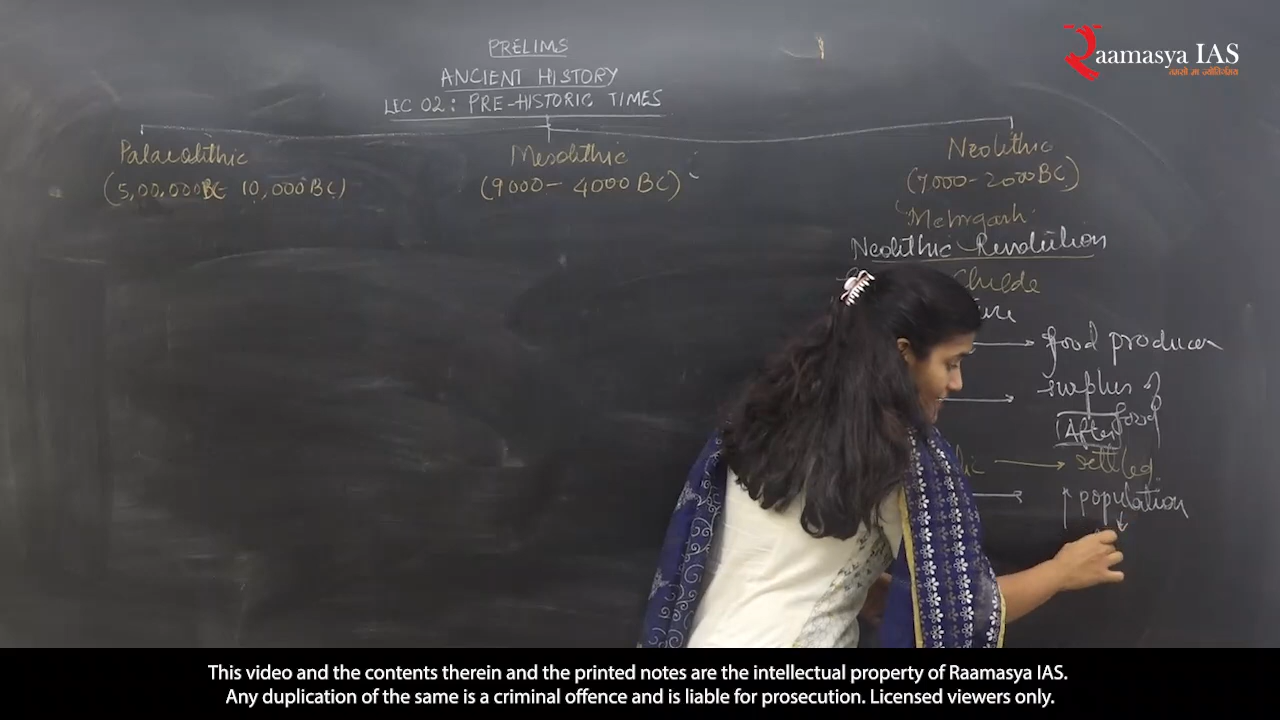 Raamasya IAS
तमसो मा ज्योतिर्गमय
PRELIMS
ANCIENT HISTORY
LEC 02: PRE-HISTORIC TIMES
Palaeolithic
(5,00,000BC 10,000BC)
Mesolithic
(9000- 4000 BC)
Neolithic
(7000-2000BC)
Mehrgarh
Neolithic Revolution
Childe
food producer
surplus of
food
(After
settled
↑ population
This video and the contents therein and the printed notes are the intellectual property of Raamasya IAS.
Any duplication of the same is a criminal offence and is liable for prosecution. Licensed viewers only.